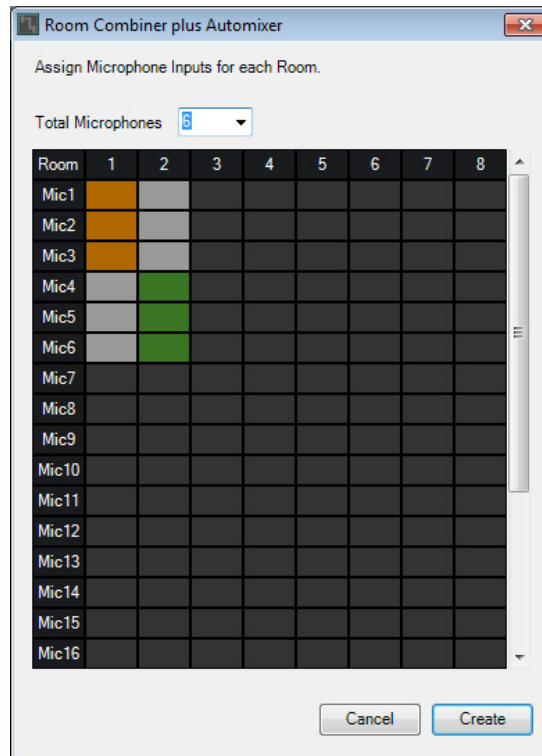 Room Combiner plus Automixer
Assign Microphone Inputs for each Room.
Total Microphones 6
Room 1 2 3 4 5 6 7 8
Mic1
Mic2
Mic3
Mic4
Mic5
Mic6
Mic7
Mic8
Mic9
Mic10
Mic11
Mic12
Mic13
Mic14
Mic15
Mic16
Cancel Create